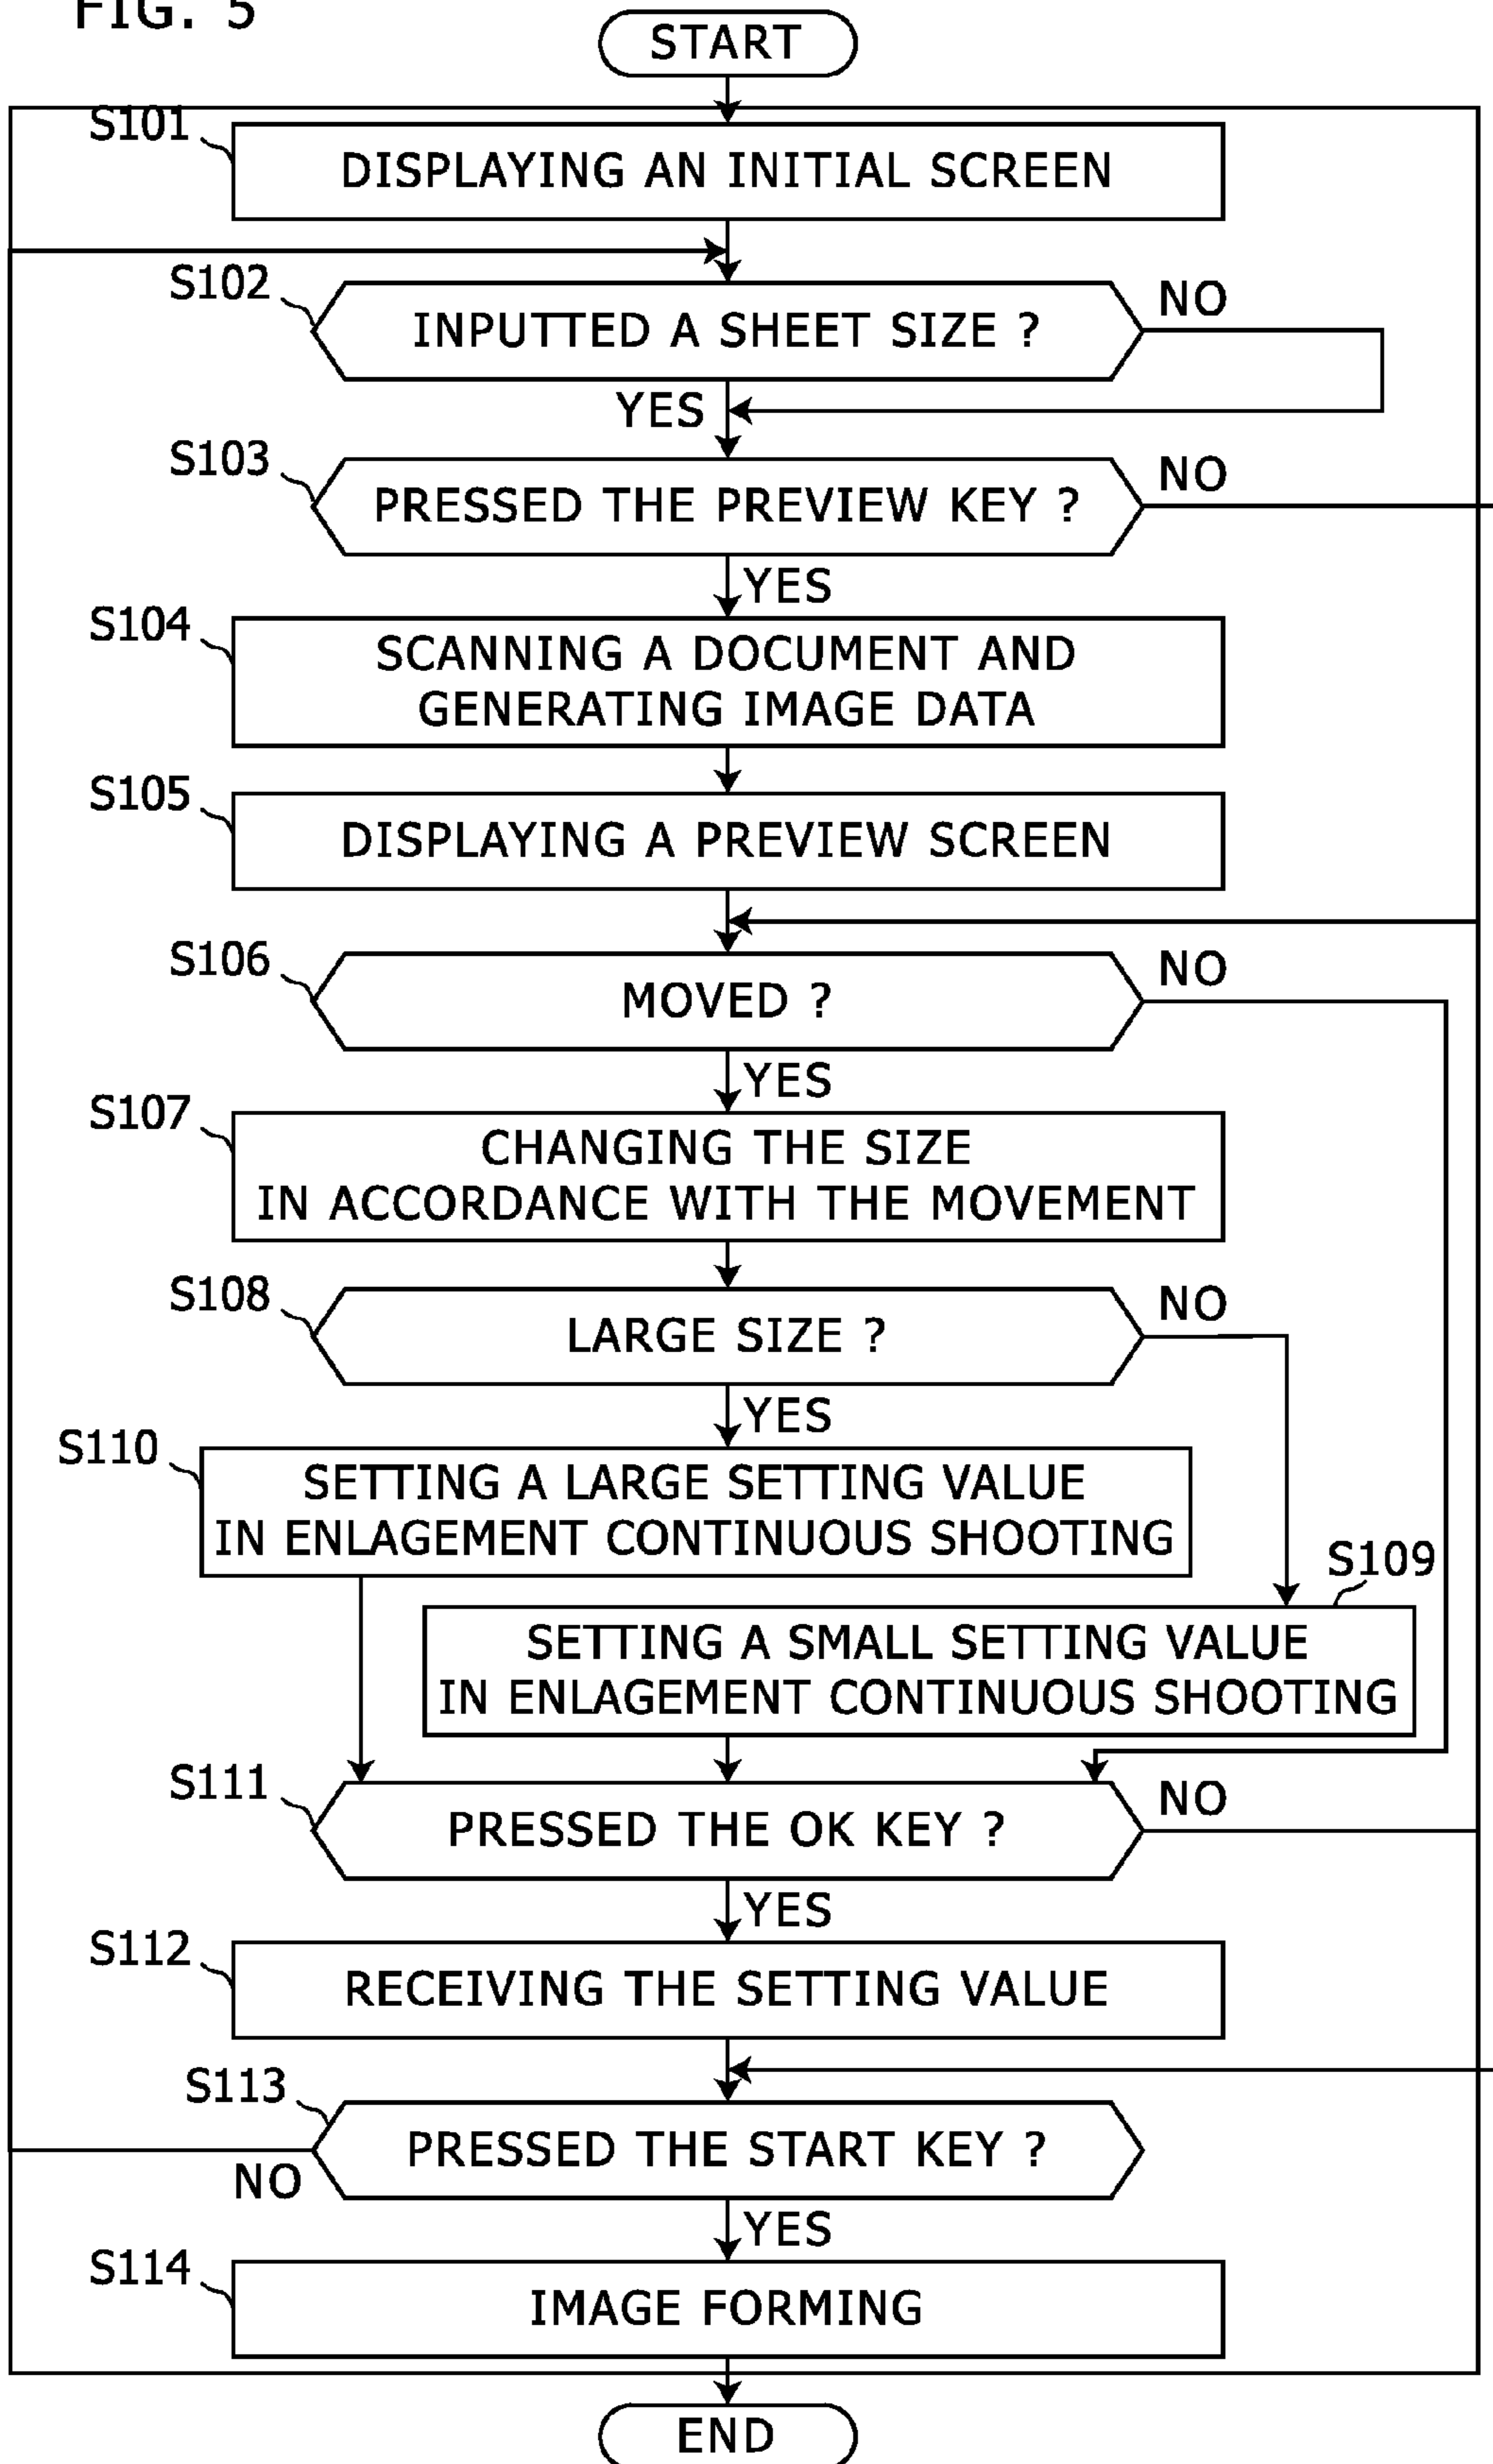 FIG. 5
START
S101
DISPLAYING AN INITIAL SCREEN
S102
INPUTTED A SHEET SIZE ?
NO
YES
S103
PRESSED THE PREVIEW KEY ?
NO
YES
S104
SCANNING A DOCUMENT AND
GENERATING IMAGE DATA
S105
DISPLAYING A PREVIEW SCREEN
S106
MOVED ?
NO
YES
S107
CHANGING THE SIZE
IN ACCORDANCE WITH THE MOVEMENT
S108
LARGE SIZE ?
NO
YES
S110
SETTING A LARGE SETTING VALUE
IN ENLAGEMENT CONTINUOUS SHOOTING
S109
SETTING A SMALL SETTING VALUE
IN ENLAGEMENT CONTINUOUS SHOOTING
S111
PRESSED THE OK KEY ?
NO
YES
S112
RECEIVING THE SETTING VALUE
S113
PRESSED THE START KEY ?
NO
YES
S114
IMAGE FORMING
END